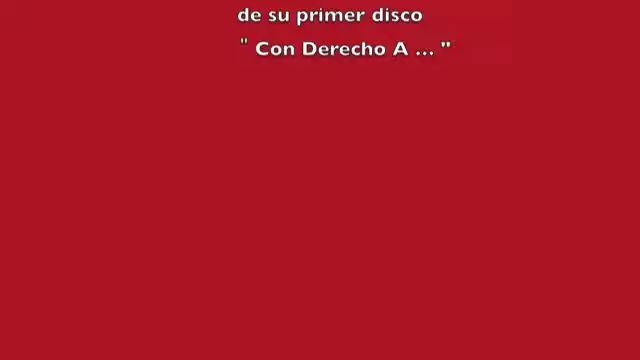 de su primer disco
" Con Derecho A ... "